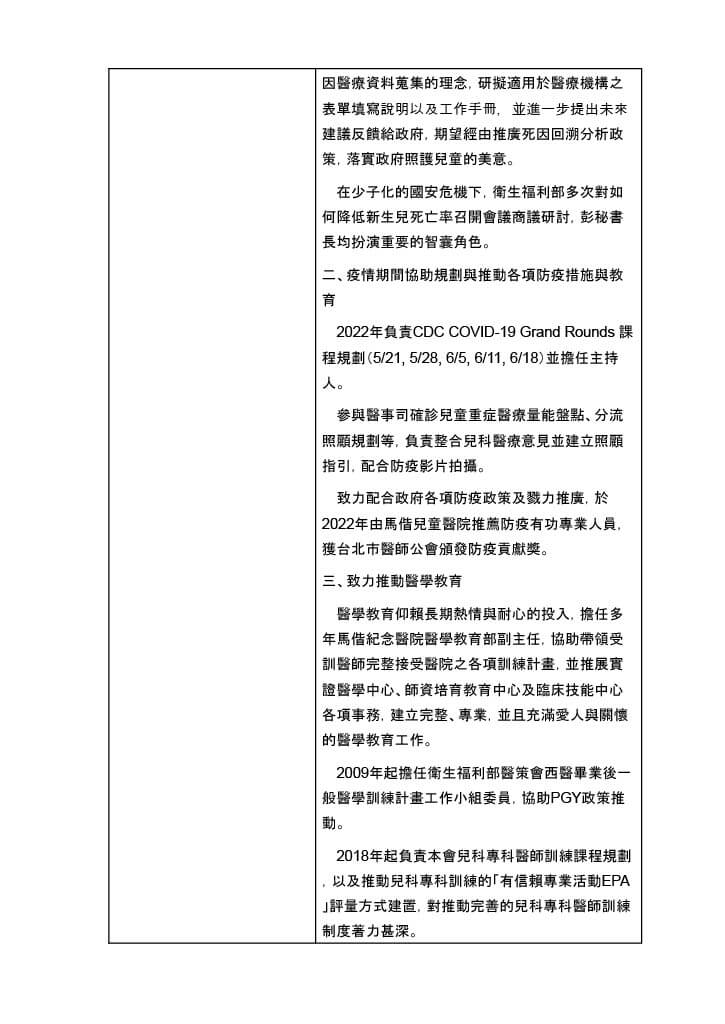 因醫療資料蒐集的理念，研擬適用於醫療機構之
表單填寫說明以及工作手冊， 並進一步提出未來
建議反饋給政府，期望經由推廣死因回溯分析政
策，落實政府照護兒童的美意。
在少子化的國安危機下，衛生福利部多次對如
何降低新生兒死亡率召開會議商議研討，彭秘書
長均扮演重要的智囊角色。
二、疫情期間協助規劃與推動各項防疫措施與教
育
2022年負責CDC COVID-19 Grand Rounds 課
程規劃（5/21, 5/28, 6/5, 6/11, 6/18）並擔任主持
人。
參與醫事司確診兒童重症醫療量能盤點、分流
照顧規劃等，負責整合兒科醫療意見並建立照顧
指引，配合防疫影片拍攝。
致力配合政府各項防疫政策及戮力推廣，於
2022年由馬偕兒童醫院推薦防疫有功專業人員，
獲台北市醫師公會頒發防疫貢獻獎。
三、致力推動醫學教育
醫學教育仰賴長期熱情與耐心的投入，擔任多
年馬偕紀念醫院醫學教育部副主任，協助帶領受
訓醫師完整接受醫院之各項訓練計畫，並推展實
證醫學中心、師資培育教育中心及臨床技能中心
各項事務，建立完整、專業，並且充滿愛人與關懷
的醫學教育工作。
2009年起擔任衛生福利部醫策會西醫畢業後一
般醫學訓練計畫工作小組委員，協助PGY政策推
動。
2018年起負責本會兒科專科醫師訓練課程規劃
，以及推動兒科專科訓練的「有信賴專業活動EPA
」評量方式建置，對推動完善的兒科專科醫師訓練
制度著力甚深。